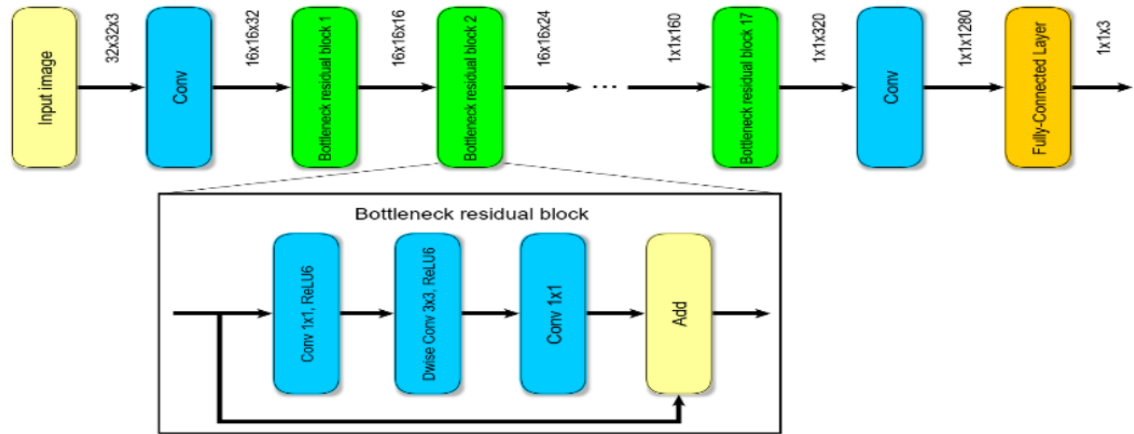 Input image
32x32x3
Conv
16x16x32
Bottleneck residual block 1
16x16x16
Bottleneck residual block 2
16x16x24
...
1x1x160
Bottleneck residual block 17
1x1x320
Conv
1x1x1280
Fully-Connected Layer
1x1x3
Bottleneck residual block
Conv 1x1, ReLU6
Dwise Conv 3x3, ReLU6
Conv 1x1
Add